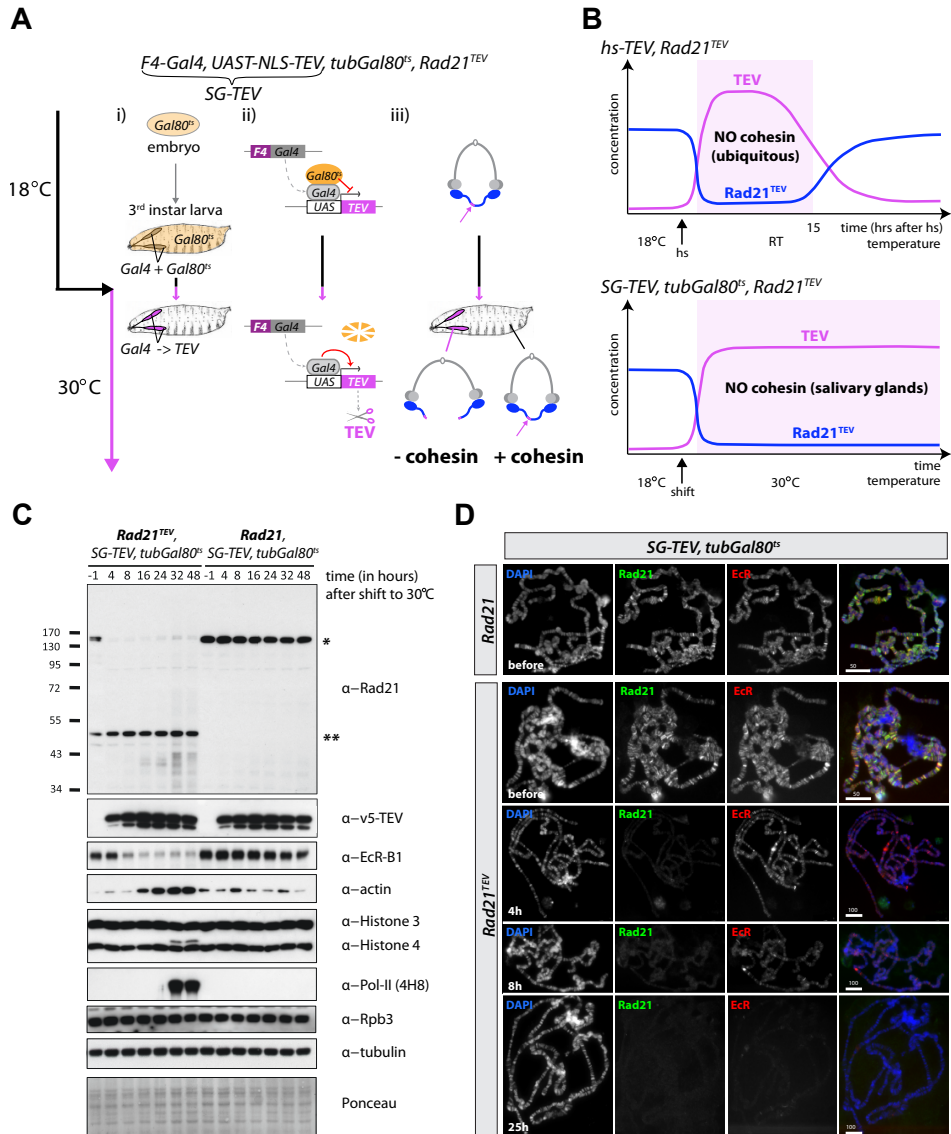 A
F4-Gal4, UAST-NLS-TEV, tubGal80ts, Rad21TEV
SG-TEV
i)
ii)
iii)
Gal80ts
embryo
18°C
3rd instar larva
Gal80ts
Gal4 + Gal80ts
Gal4 -> TEV
30°C
F4 Gal4
Gal80ts
Gal4
UAS TEV
F4 Gal4
Gal4
UAS TEV
TEV
- cohesin + cohesin
B
hs-TEV, Rad21TEV
concentration
TEV
NO cohesin
(ubiquitous)
Rad21TEV
15 time (hrs after hs)
18°C hs RT temperature
SG-TEV, tubGal80ts, Rad21TEV
concentration
TEV
NO cohesin (salivary glands)
Rad21TEV
time
18°C shift 30°C temperature
C
Rad21TEV, Rad21,
SG-TEV, tubGal80ts SG-TEV, tubGal80ts
-1 4 8 16 24 32 48 -1 4 8 16 24 32 48
time (in hours)
after shift to 30°C
170
130
95
72
55
43
34
*
α–Rad21
**
α–v5-TEV
α–EcR-B1
α–actin
α–Histone 3
α–Histone 4
α–Pol-II (4H8)
α–Rpb3
α–tubulin
Ponceau
D
SG-TEV, tubGal80ts
Rad21
DAPI Rad21 EcR
before
50
Rad21TEV
DAPI Rad21 EcR
before
50
DAPI Rad21 EcR
4h
100
DAPI Rad21 EcR
8h
100
DAPI Rad21 EcR
25h
100